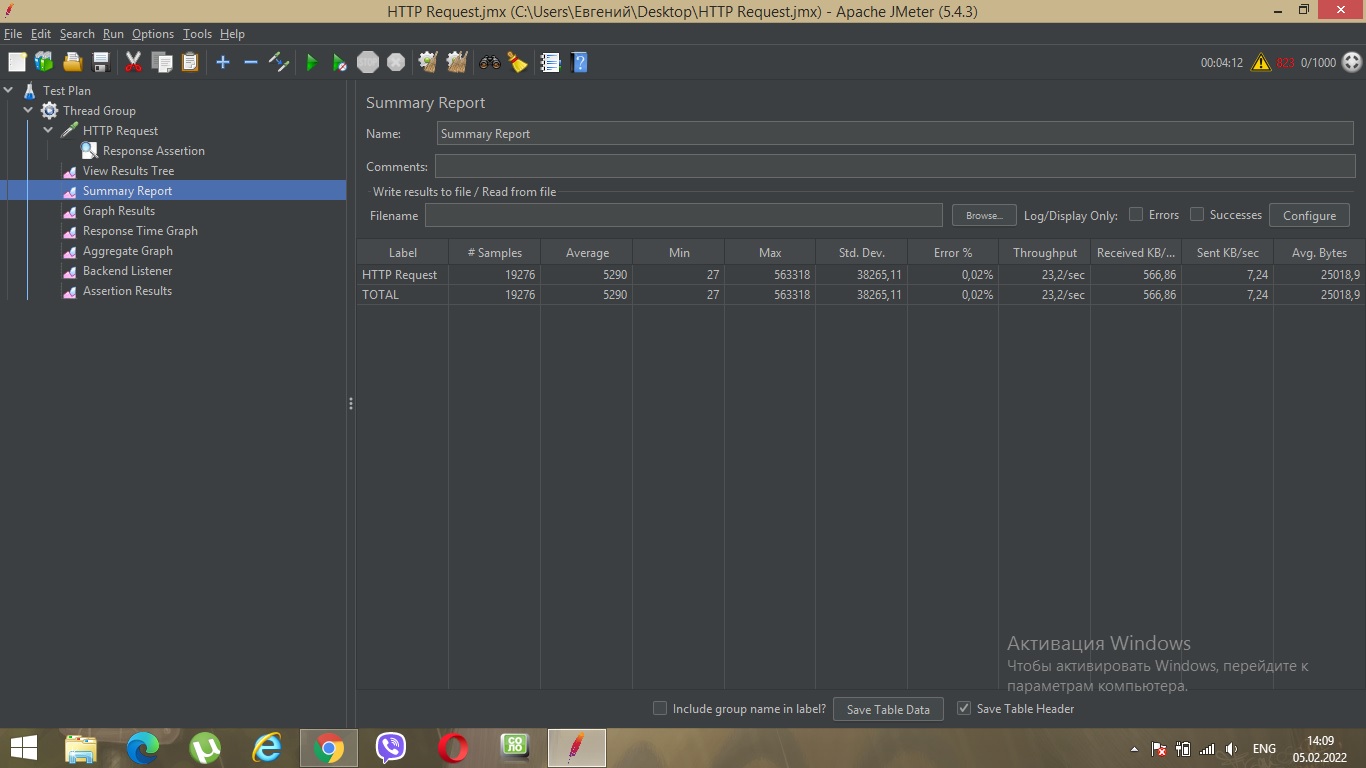 HTTP Request.jmx (C:\Users\Евгений\Desktop\HTTP Request.jmx) - Apache JMeter (5.4.3)
File Edit Search Run Options Tools Help
STOP 00:04:12 823 0/1000
Test Plan
Thread Group
HTTP Request
Response Assertion
View Results Tree
Summary Report
Graph Results
Response Time Graph
Aggregate Graph
Backend Listener
Assertion Results
Summary Report
Name: Summary Report
Comments:
Write results to file / Read from file
Filename Browse... Log/Display Only: Errors Successes Configure
Label # Samples Average Min Max Std. Dev. Error % Throughput Received KB/... Sent KB/sec Avg. Bytes
HTTP Request 19276 5290 27 563318 38265,11 0,02% 23,2/sec 566,86 7,24 25018,9
TOTAL 19276 5290 27 563318 38265,11 0,02% 23,2/sec 566,86 7,24 25018,9
Активация Windows
Чтобы активировать Windows, перейдите к
параметрам компьютера.
Include group name in label? Save Table Data Save Table Header
СОЛО
ENG
14:09
05.02.2022